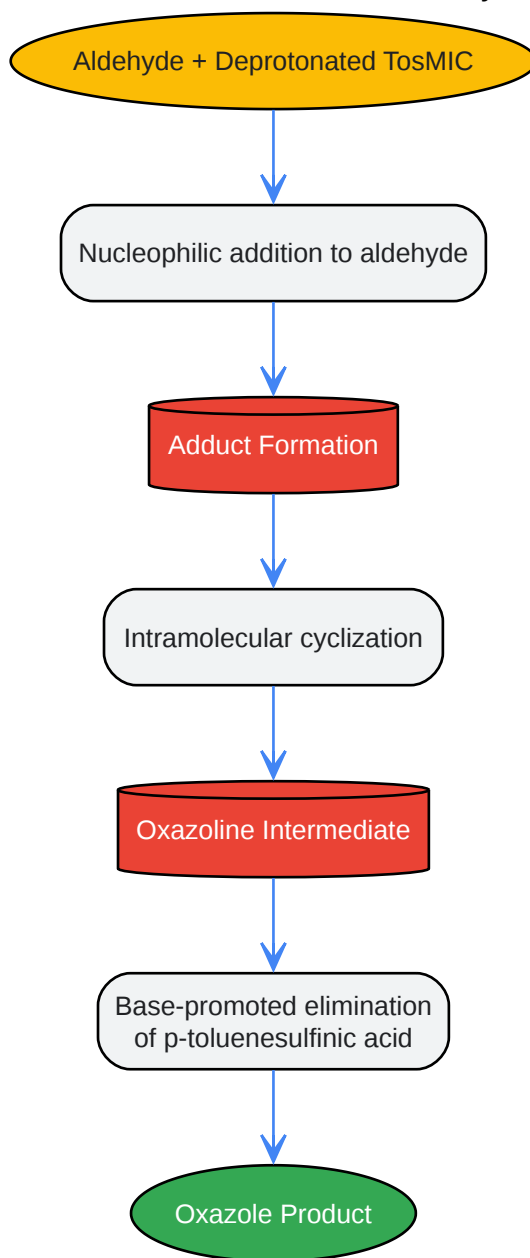 Aldehyde + Deprotonated TosMIC
Nucleophilic addition to aldehyde
Adduct Formation
Intramolecular cyclization
Oxazoline Intermediate
Base-promoted elimination
of p-toluenesulfinic acid
Oxazole Product